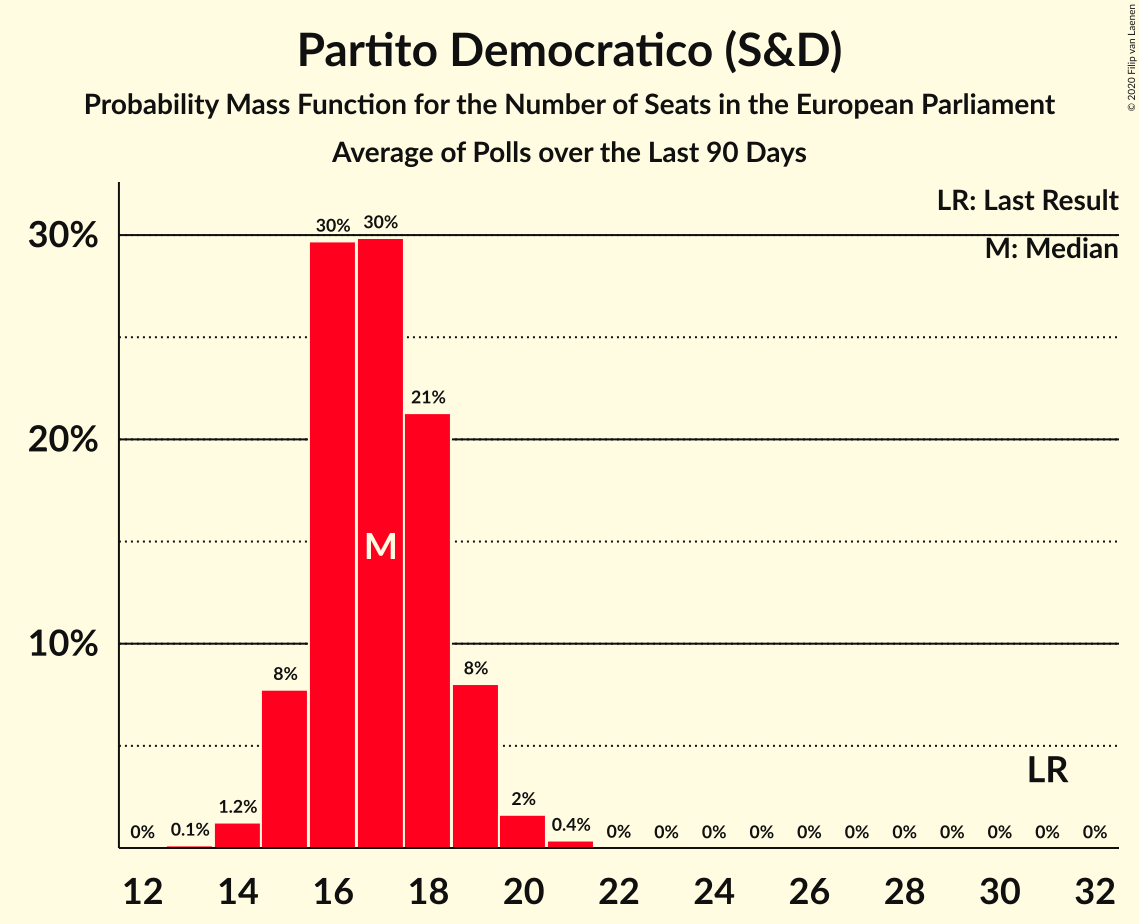 Partito Democratico (S&D)
Probability Mass Function for the Number of Seats in the European Parliament
Average of Polls over the Last 90 Days
© 2020 Filip van Laenen
LR: Last Result
M: Median
30%
20%
10%
0% 0.1% 1.2% 8% 30% 30% 21% 8% 2% 0.4% 0% 0% 0% 0% 0% 0% 0% 0% 0% 0% 0%
M
LR
12 14 16 18 20 22 24 26 28 30 32